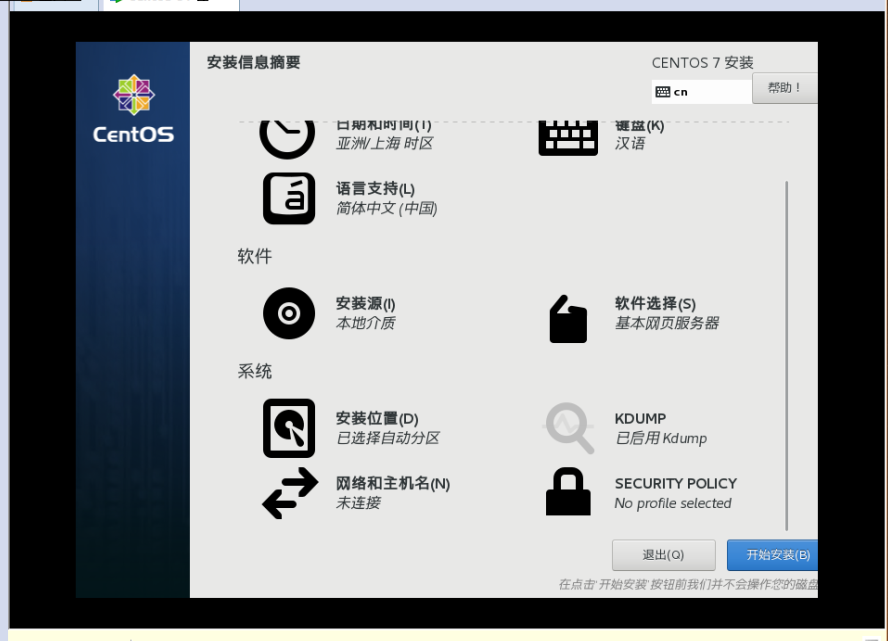 安装信息摘要
CENTOS 7 安装
cn
帮助！
CentOS
日期和时间(T)
亚洲/上海 时区
键盘(K)
汉语
语言支持(L)
简体中文 (中国)
软件
安装源(I)
本地介质
软件选择(S)
基本网页服务器
系统
安装位置(D)
已选择自动分区
KDUMP
已启用 Kdump
网络和主机名(N)
未连接
SECURITY POLICY
No profile selected
退出(Q)
开始安装(B)
在点击'开始安装'按钮前我们并不会操作您的磁盘